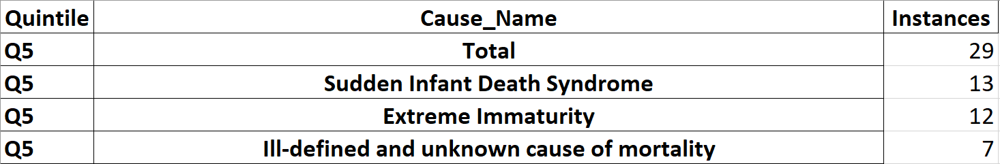 Quintile Cause_Name Instances
Q5 Total 29
Q5 Sudden Infant Death Syndrome 13
Q5 Extreme Immaturity 12
Q5 Ill-defined and unknown cause of mortality 7